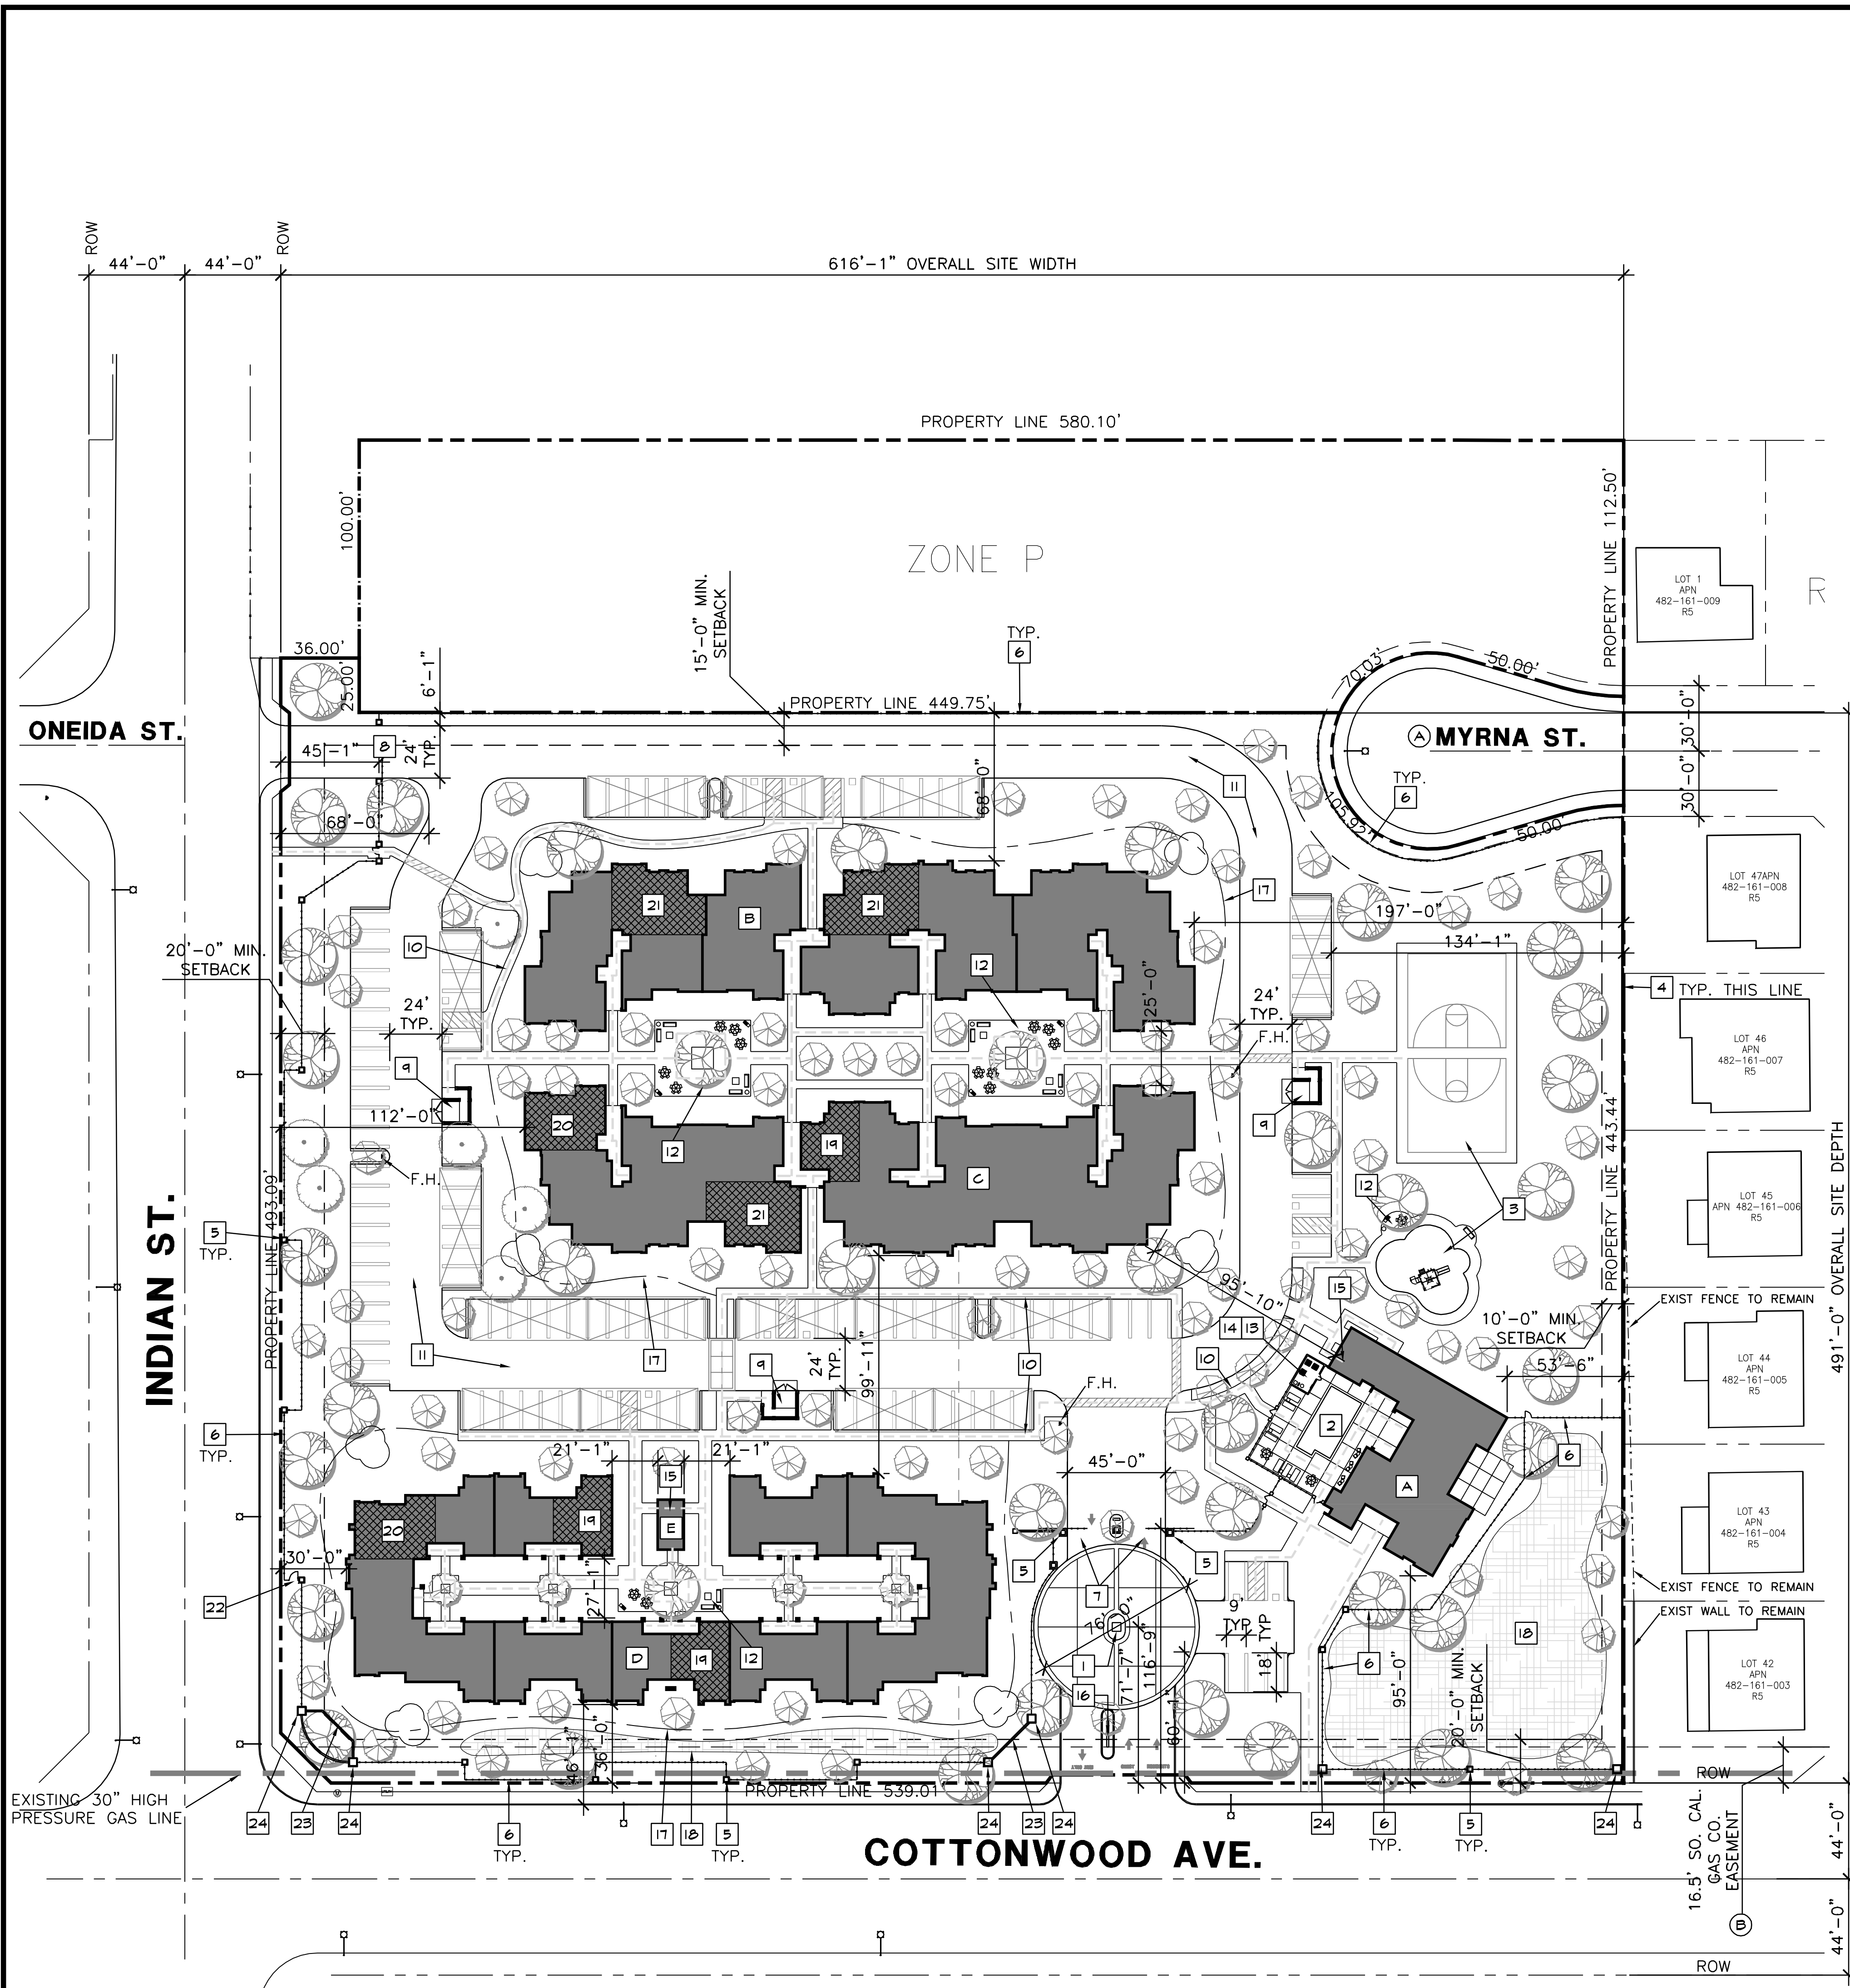 ROW
ROW
44'-0"
44'-0"
616'-1" OVERALL SITE WIDTH
PROPERTY LINE 580.10'
100.00'
ZONE P
PROPERTY LINE 112.50'
LOT 1
APN
482-161-009
R5
R
15'-0" MIN.
SETBACK
TYP.
6
36.00'
25.00'
6'-1"
PROPERTY LINE 449.75'
70.03'
50.00'
30'-0"
ONEIDA ST.
45'-1"
8
24'
TYP.
A
MYRNA ST.
TYP.
6
30'-0"
105.92'
50.00'
68'-0"
68'-0"
11
LOT 47APN
482-161-008
R5
21
B
21
17
197'-0"
134'-1"
20'-0" MIN.
SETBACK
10
12
4
TYP. THIS LINE
24'
TYP.
25'-0"
24'
TYP.
F.H.
LOT 46
APN
482-161-007
R5
9
112'-0"
20
12
19
9
PROPERTY LINE 443.44'
491'-0" OVERALL SITE DEPTH
F.H.
C
12
3
LOT 45
APN 482-161-006
R5
INDIAN ST.
PROPERTY LINE 493.09'
5
TYP.
21
95'-10"
15
EXIST FENCE TO REMAIN
10'-0" MIN.
SETBACK
14
13
11
17
9
24'
TYP.
99'-11"
10
10
53'-6"
LOT 44
APN
482-161-005
R5
F.H.
2
6
TYP.
21'-1"
21'-1"
6
45'-0"
15
A
20
19
E
LOT 43
APN
482-161-004
R5
30'-0"
5
5
7
27'-1"
EXIST FENCE TO REMAIN
22
76'-0"
9'
TYP
18'
TYP
EXIST WALL TO REMAIN
18
D
19
12
1
16
71'-7"
116'-9"
60'-1"
6
95'-0"
20'-0" MIN.
SETBACK
LOT 42
APN
482-161-003
R5
46'-1"
36'-0"
PROPERTY LINE 539.01'
ROW
EXISTING 30" HIGH
PRESSURE GAS LINE
24
23
24
6
TYP.
17
18
5
TYP.
24
23
24
24
6
TYP.
5
TYP.
24
COTTONWOOD AVE.
16.5' SO. CAL.
GAS CO.
EASEMENT
B
44'-0"
44'-0"
ROW